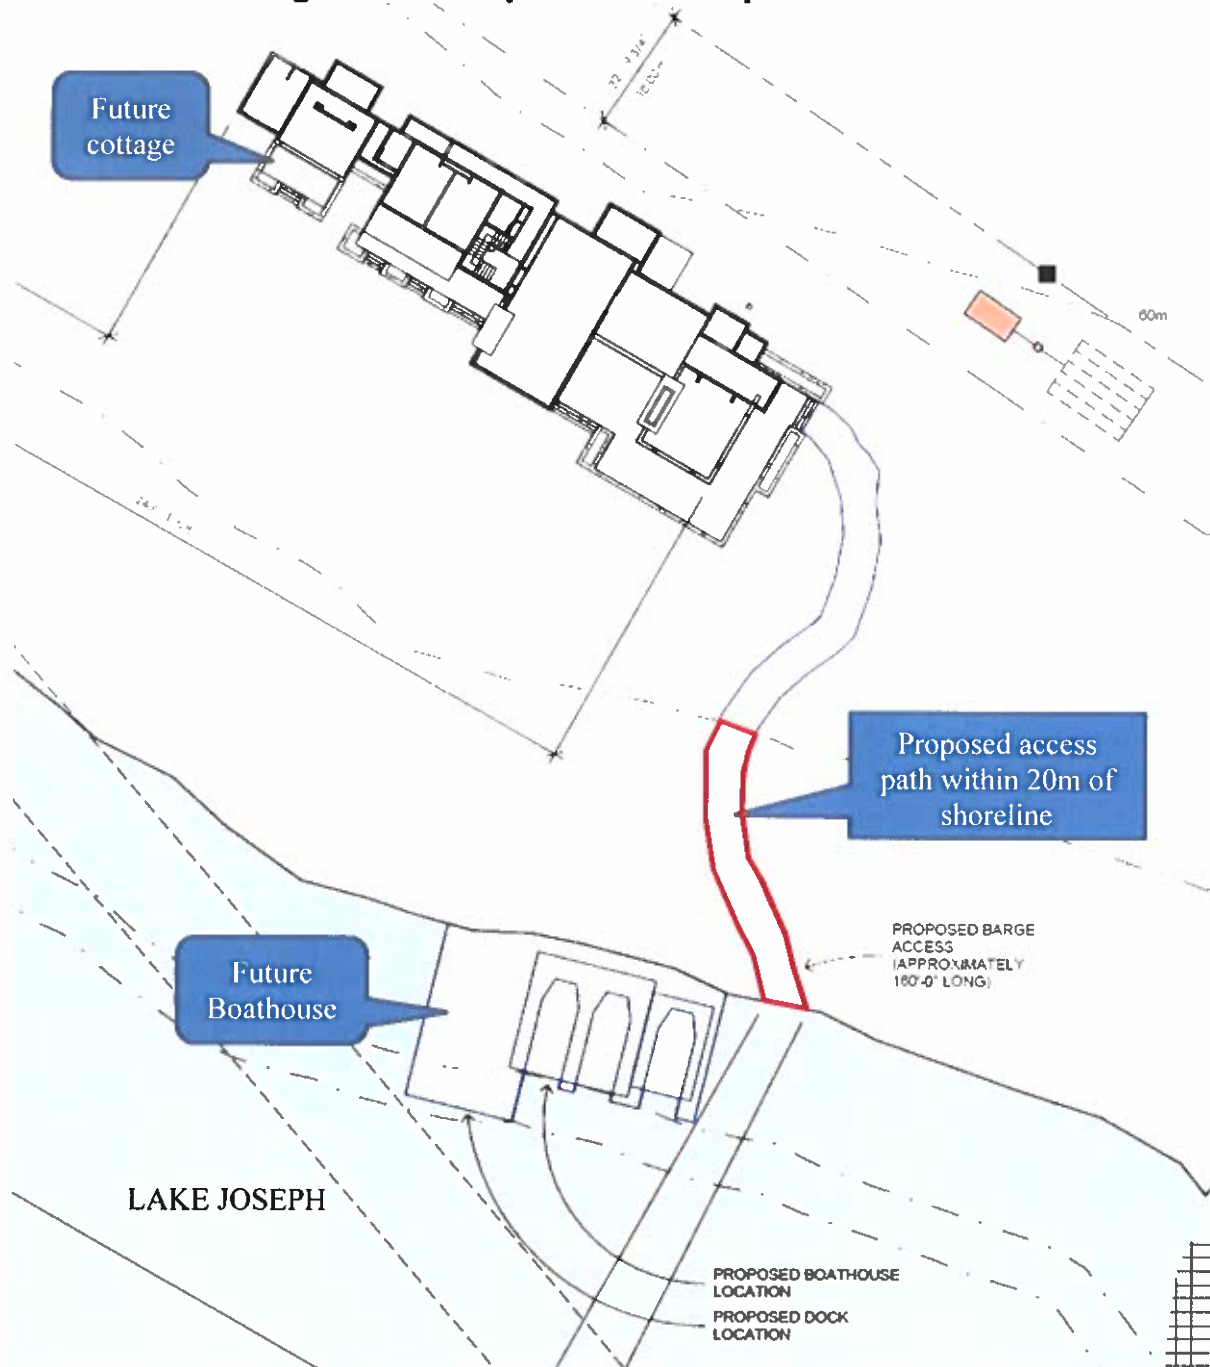 Future
cottage
60m
Proposed access
path within 20m of
shoreline
PROPOSED BARGE
ACCESS
(APPROXIMATELY
160'-0" LONG)
Future
Boathouse
LAKE JOSEPH
PROPOSED BOATHOUSE
LOCATION
PROPOSED DOCK
LOCATION